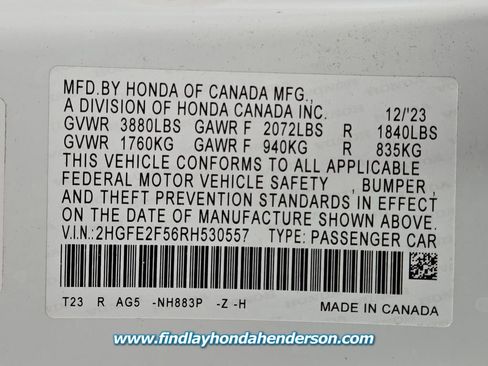 MFD.BY HONDA OF CANADA MFG.,
A DIVISION OF HONDA CANADA INC. 12/'23
GVWR 3880LBS GAWR F 2072LBS R 1840LBS
GVWR 1760KG GAWR F 940KG R 835KG
THIS VEHICLE CONFORMS TO ALL APPLICABLE
FEDERAL MOTOR VEHICLE SAFETY , BUMPER ,
AND THEFT PREVENTION STANDARDS IN EFFECT
ON THE DATE OF MANUFACTURE SHOWN ABOVE.
V.I.N.:2HGFE2F56RH530557 TYPE: PASSENGER CAR
T23 R AG5 -NH883P -Z -H MADE IN CANADA
www.findlayhondahenderson.com